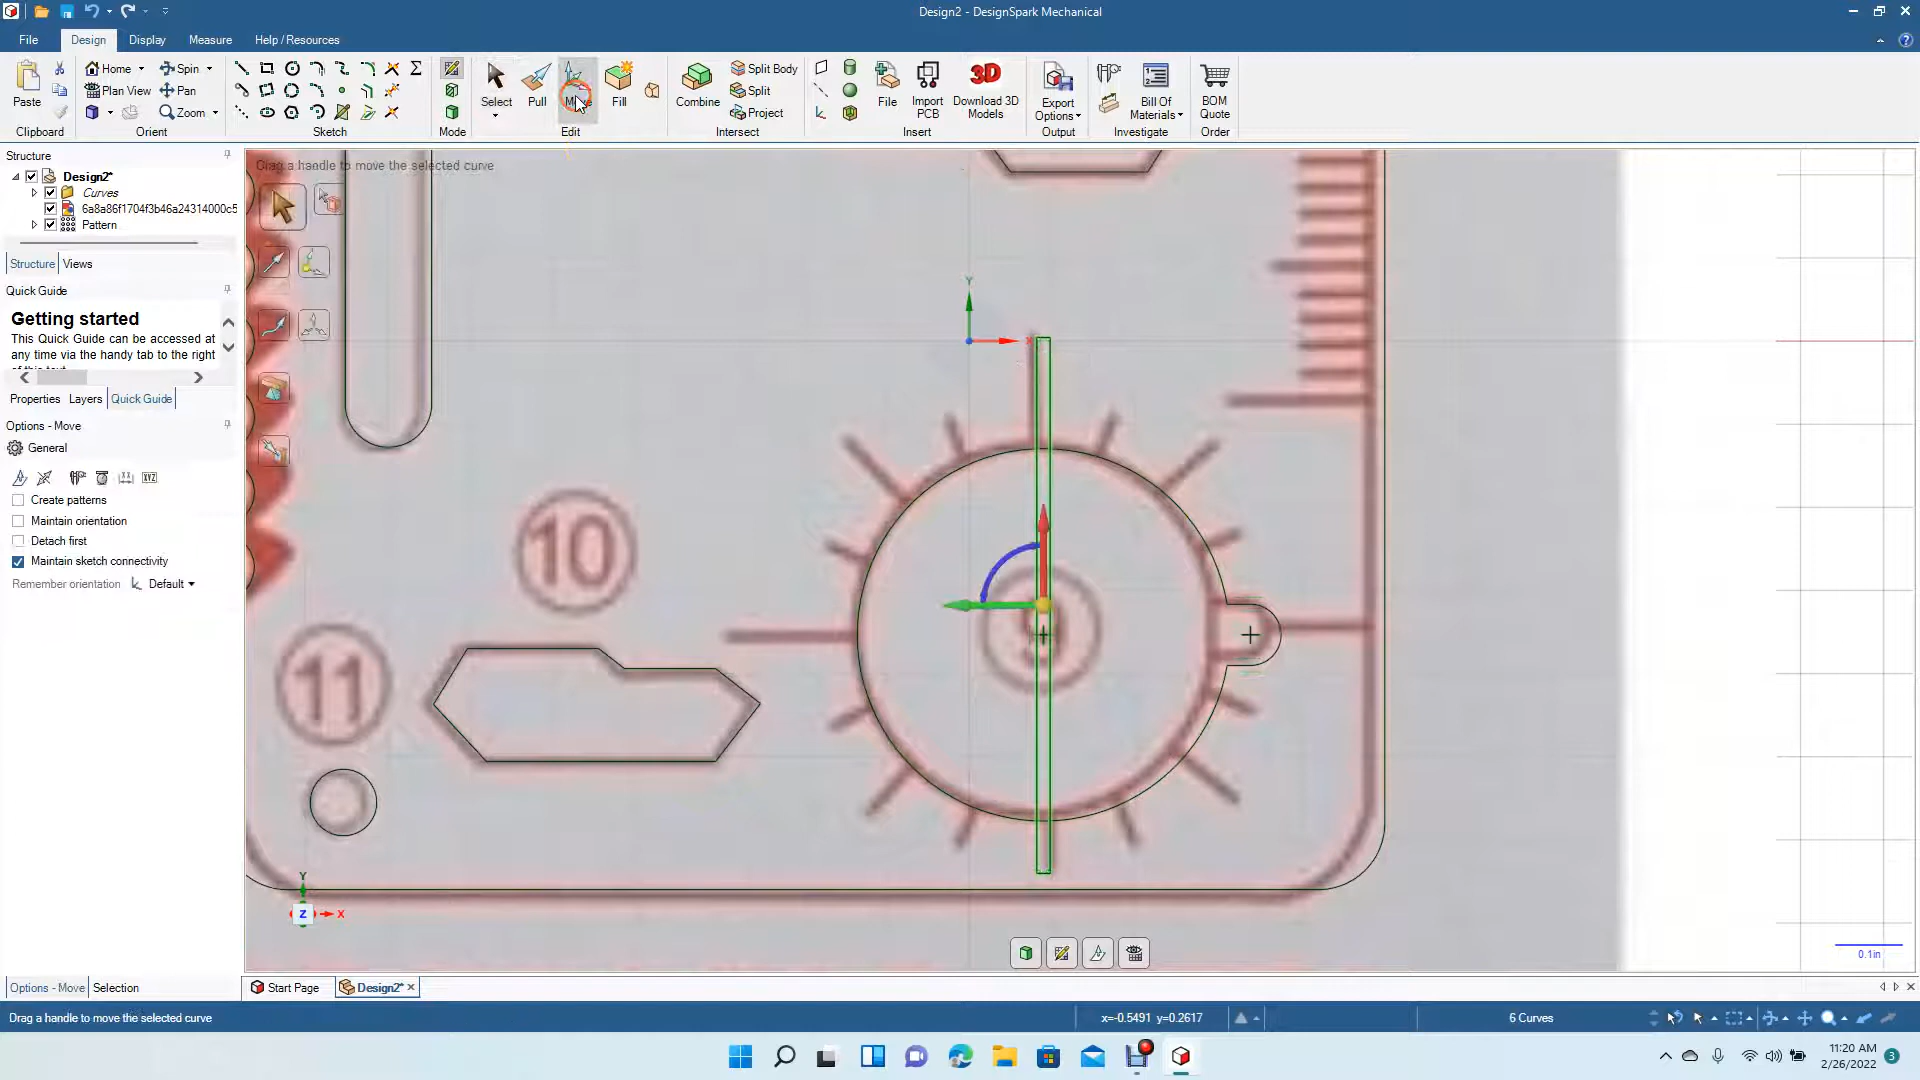 Design2 - DesignSpark Mechanical
File Design Display Measure Help / Resources
Paste
Clipboard
Home Spin
Plan View Pan
Zoom
Orient
Sketch
Mode
Select Pull Fill
Edit
Combine
Split Body
Split
Project
Intersect
File
Import PCB
Download 3D Models
Insert
Export Options
Output
Bill Of Materials
Investigate
BOM Quote
Order
Structure
Design2*
Curves
6a8a86f1704f3b46a24314000c5
Pattern
Structure Views
Quick Guide
Getting started
This Quick Guide can be accessed at
any time via the handy tab to the right
Properties Layers Quick Guide
Options - Move
General
XYZ
Create patterns
Maintain orientation
Detach first
Maintain sketch connectivity
Remember orientation Default
Drag a handle to move the selected curve
Y
X
10
11
Y
Z X
0.1in
Options - Move Selection
Start Page Design2*
Drag a handle to move the selected curve
x=-0.5491 y=0.2617
6 Curves
11:20 AM
2/26/2022
3